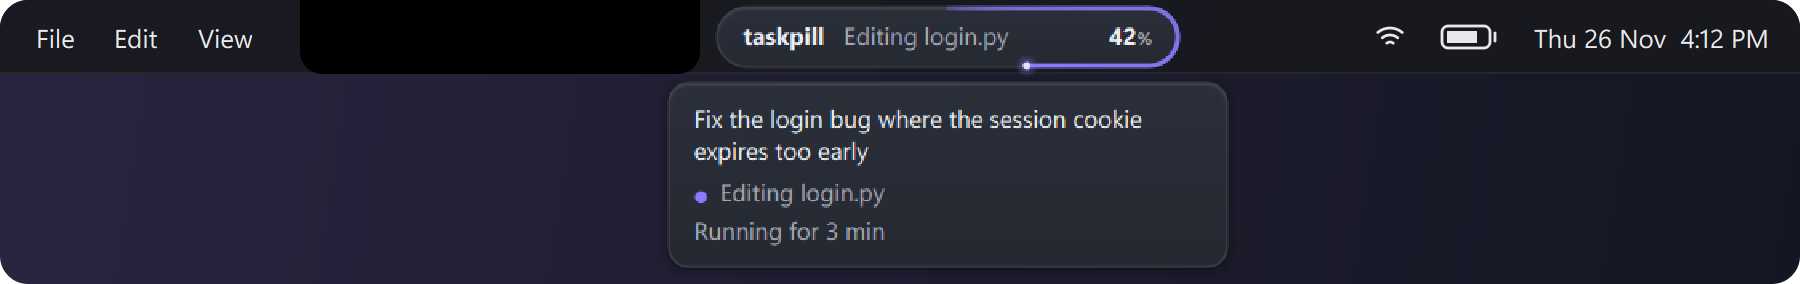 File Edit View taskpill Editing login.py 42% Thu 26 Nov 4:12 PM
Fix the login bug where the session cookie
expires too early
Editing login.py
Running for 3 min